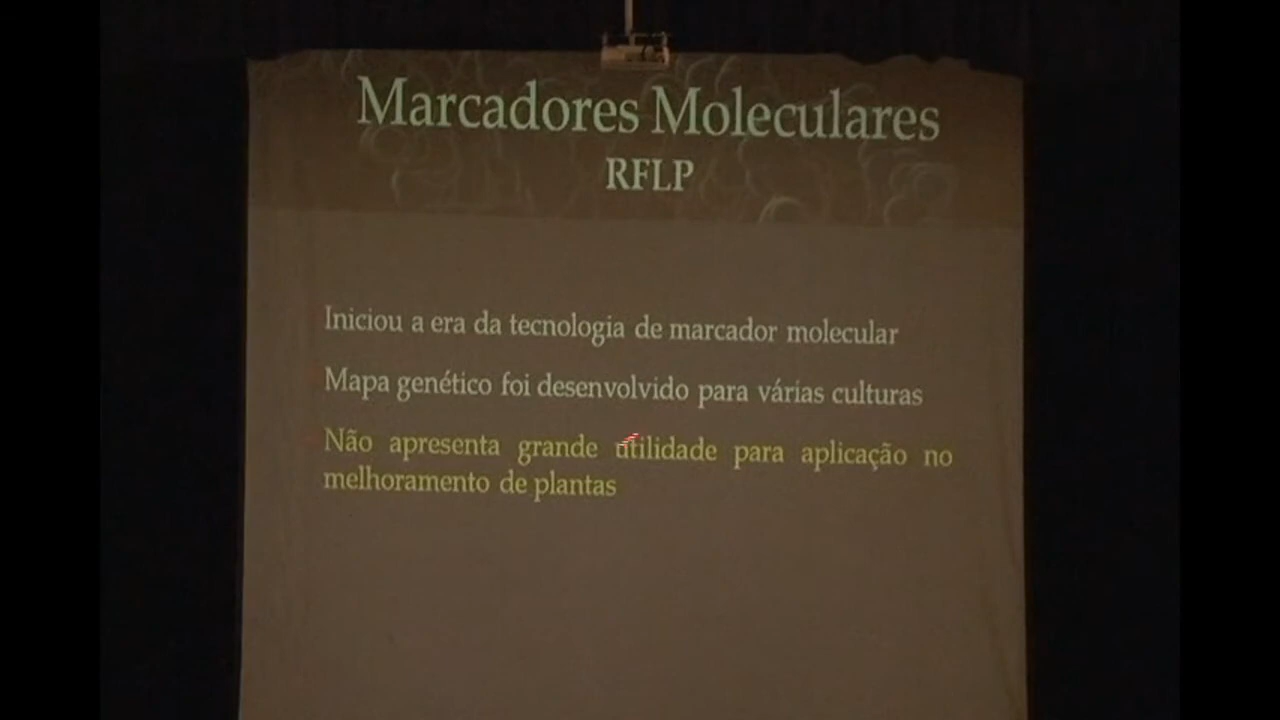 Marcadores Moleculares
RFLP
Iniciou a era da tecnologia de marcador molecular
Mapa genético foi desenvolvido para várias culturas
Não apresenta grande utilidade para aplicação no
melhoramento de plantas